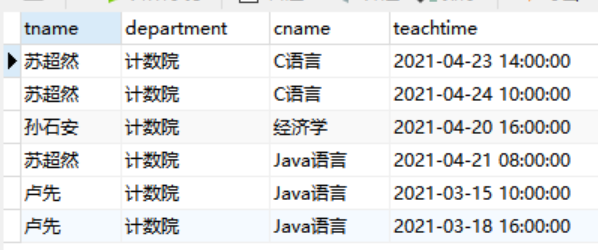 tname department cname teachtime
苏超然 计数院 C语言 2021-04-23 14:00:00
苏超然 计数院 C语言 2021-04-24 10:00:00
孙石安 计数院 经济学 2021-04-20 16:00:00
苏超然 计数院 Java语言 2021-04-21 08:00:00
卢先 计数院 Java语言 2021-03-15 10:00:00
卢先 计数院 Java语言 2021-03-18 16:00:00